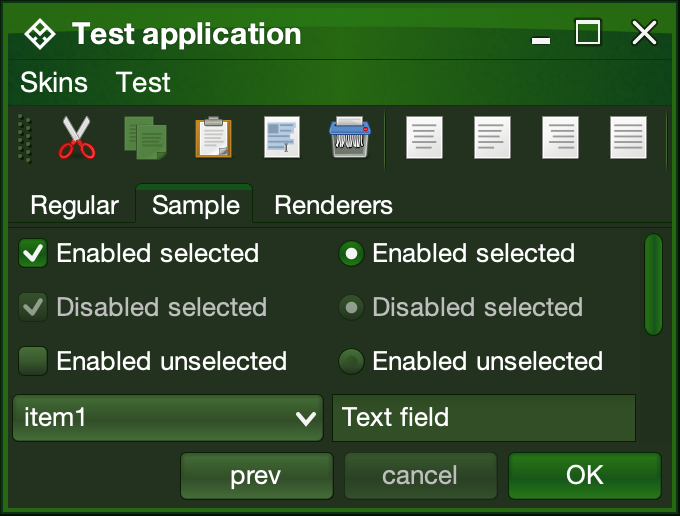 Test application
Skins Test
Regular Sample Renderers
Enabled selected Enabled selected
Disabled selected Disabled selected
Enabled unselected Enabled unselected
item1 Text field
prev cancel OK